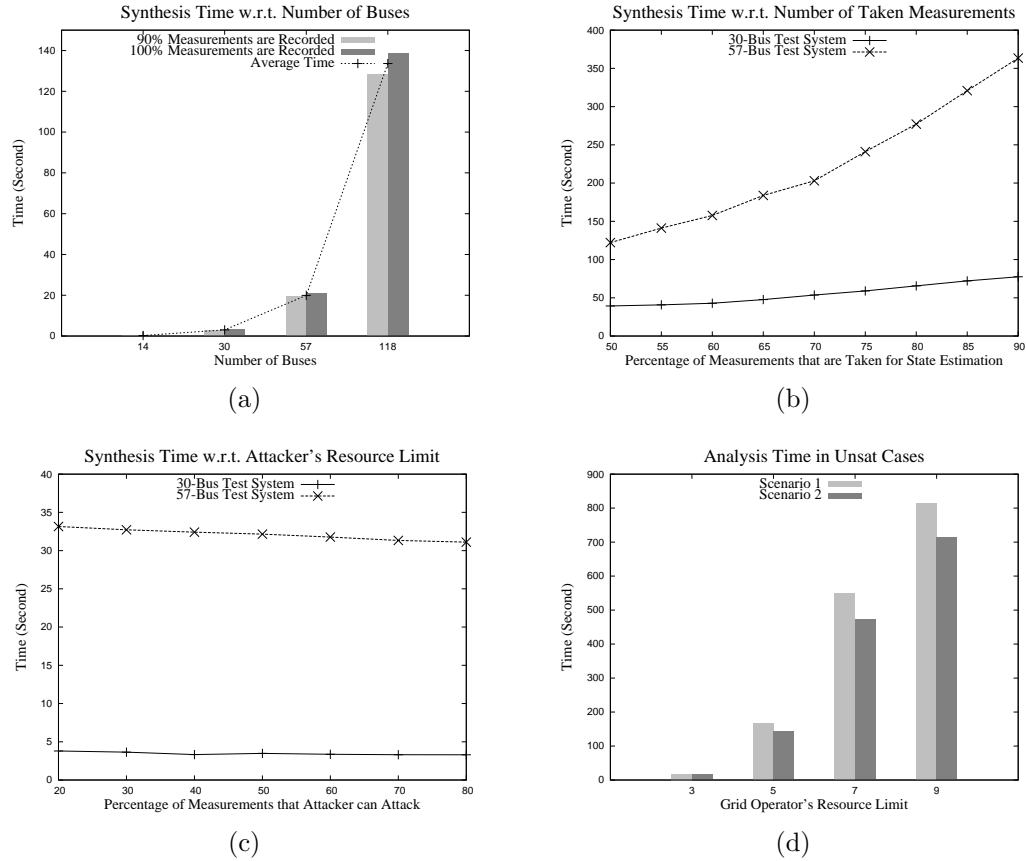 Synthesis Time w.r.t. Number of Buses
90% Measurements are Recorded
100% Measurements are Recorded
Average Time
Time (Second)
140
120
100
80
60
40
20
0
14 30 57 118
Number of Buses
(a)
Synthesis Time w.r.t. Number of Taken Measurements
30-Bus Test System
57-Bus Test System
Time (Second)
400
350
300
250
200
150
100
50
0
50 55 60 65 70 75 80 85 90
Percentage of Measurements that are Taken for State Estimation
(b)
Synthesis Time w.r.t. Attacker's Resource Limit
30-Bus Test System
57-Bus Test System
Time (Second)
40
35
30
25
20
15
10
5
0
20 30 40 50 60 70 80
Percentage of Measurements that Attacker can Attack
(c)
Analysis Time in Unsat Cases
Scenario 1
Scenario 2
Time (Second)
900
800
700
600
500
400
300
200
100
0
3 5 7 9
Grid Operator's Resource Limit
(d)